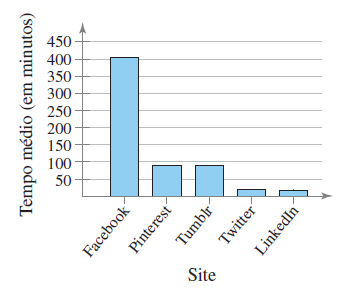 Tempo médio (em minutos)
450
400
350
300
250
200
150
100
50
Facebook
Pinterest
Tumblr
Twitter
LinkedIn
Site